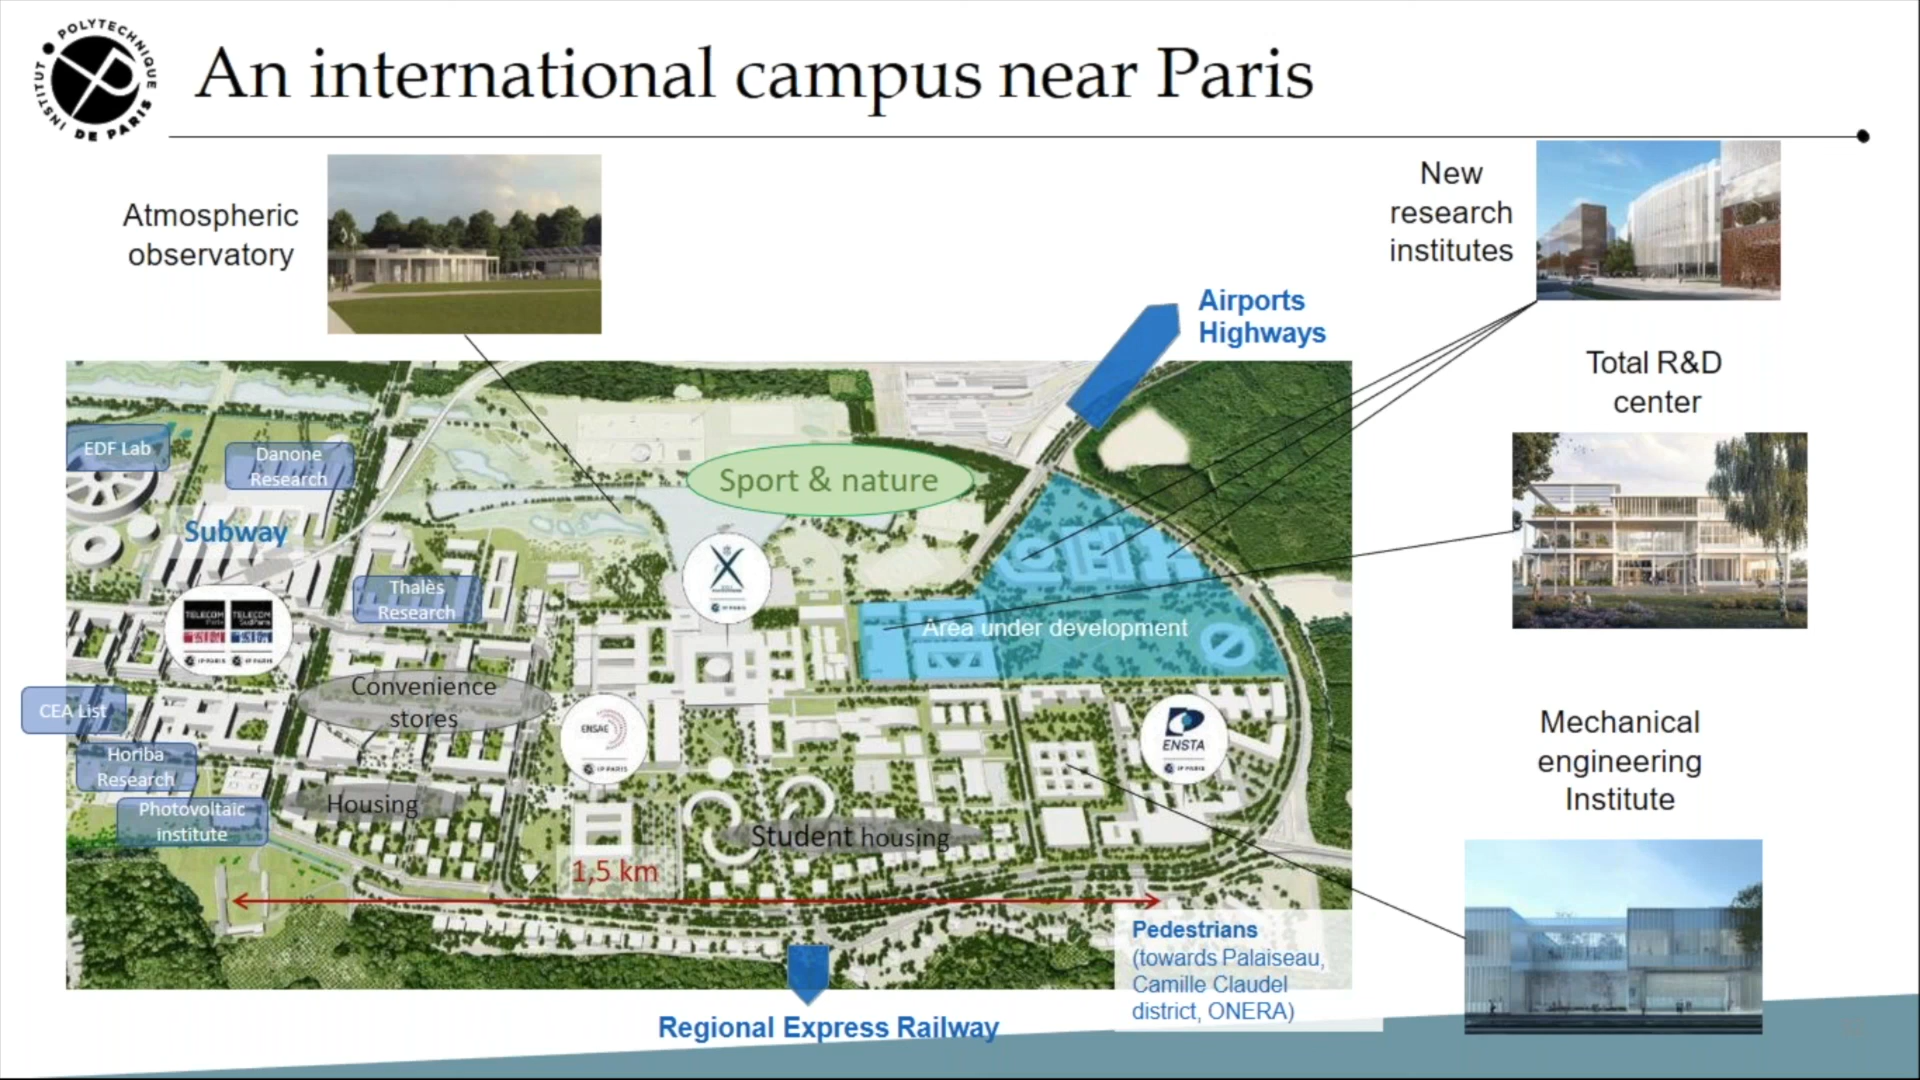 INSTITUT POLYTECHNIQUE DE PARIS
An international campus near Paris
Atmospheric
observatory
New
research
institutes
Airports
Highways
Total R&D
center
EDF Lab
Danone
Research
Sport & nature
Subway
Thalès
Research
TELECOM
Paris
TELECOM
SudParis
IP PARIS
IP PARIS
X
IP PARIS
Area under development
Convenience
stores
CEA List
ENSAE
IP PARIS
ENSTA
IP PARIS
Horiba
Research
Housing
Photovoltaic
institute
Student housing
1,5 km
Mechanical
engineering
Institute
Pedestrians
(towards Palaiseau,
Camille Claudel
district, ONERA)
Regional Express Railway